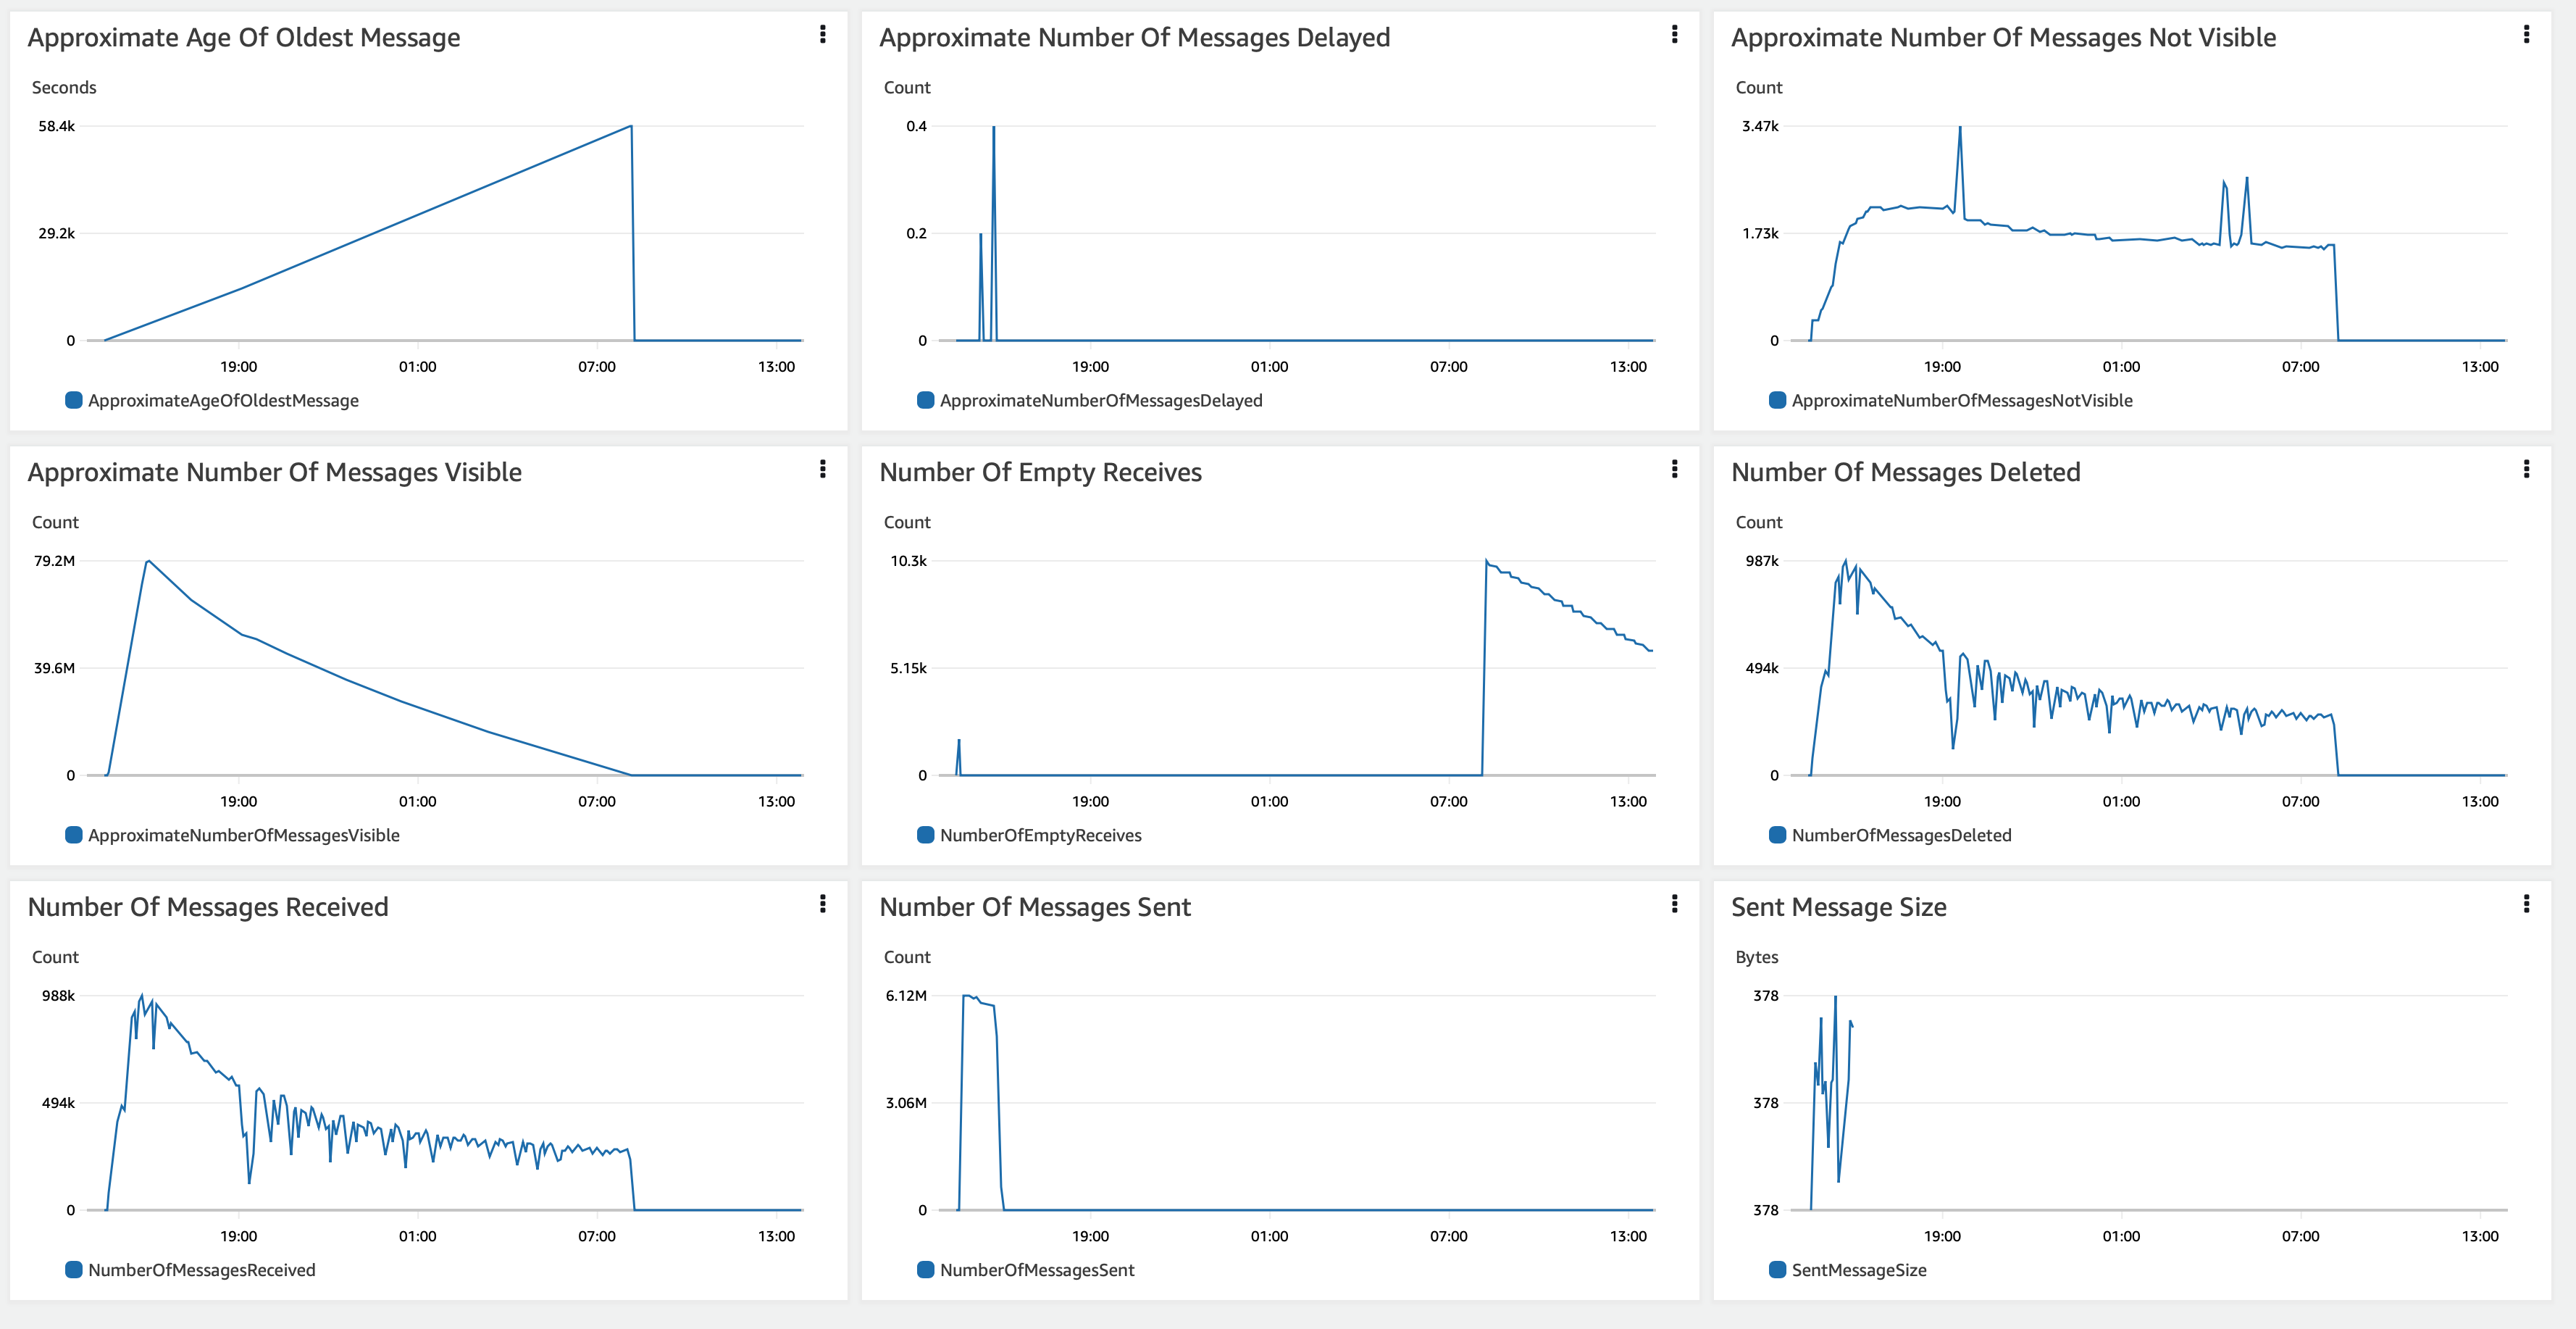 Approximate Age Of Oldest Message
Seconds
58.4k
29.2k
0
19:00 01:00 07:00 13:00
ApproximateAgeOfOldestMessage
Approximate Number Of Messages Delayed
Count
0.4
0.2
0
19:00 01:00 07:00 13:00
ApproximateNumberOfMessagesDelayed
Approximate Number Of Messages Not Visible
Count
3.47k
1.73k
0
19:00 01:00 07:00 13:00
ApproximateNumberOfMessagesNotVisible
Approximate Number Of Messages Visible
Count
79.2M
39.6M
0
19:00 01:00 07:00 13:00
ApproximateNumberOfMessagesVisible
Number Of Empty Receives
Count
10.3k
5.15k
0
19:00 01:00 07:00 13:00
NumberOfEmptyReceives
Number Of Messages Deleted
Count
987k
494k
0
19:00 01:00 07:00 13:00
NumberOfMessagesDeleted
Number Of Messages Received
Count
988k
494k
0
19:00 01:00 07:00 13:00
NumberOfMessagesReceived
Number Of Messages Sent
Count
6.12M
3.06M
0
19:00 01:00 07:00 13:00
NumberOfMessagesSent
Sent Message Size
Bytes
378
378
378
19:00 01:00 07:00 13:00
SentMessageSize